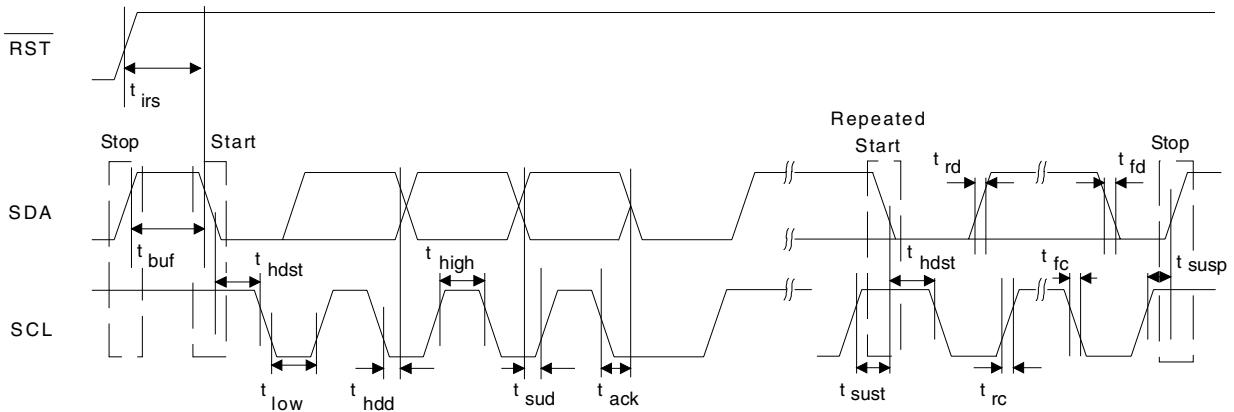 RST
t irs
Repeated
Stop Start Start Stop
t rd t fd
SDA
t buf t hdst t high t hdst t fc t susp
SCL
t low t hdd t sud t ack t sust t rc